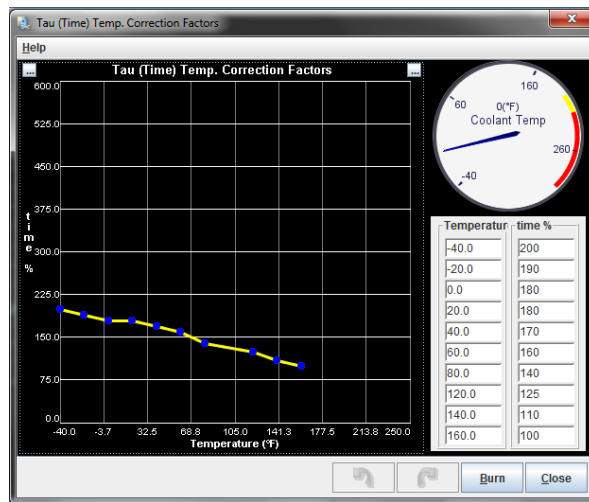 Tau (Time) Temp. Correction Factors
Help
... Tau (Time) Temp. Correction Factors ...
600.0
525.0
450.0
375.0
300.0
225.0
150.0
75.0
0.0
time %
-40.0 -3.7 32.5 68.8 105.0 141.3 177.5 213.8 250.0
Temperature (°F)
160
60
0(°F)
Coolant Temp
260
-40
Temperatur time %
-40.0 200
-20.0 190
0.0 180
20.0 180
40.0 170
60.0 160
80.0 140
120.0 125
140.0 110
160.0 100
Burn Close